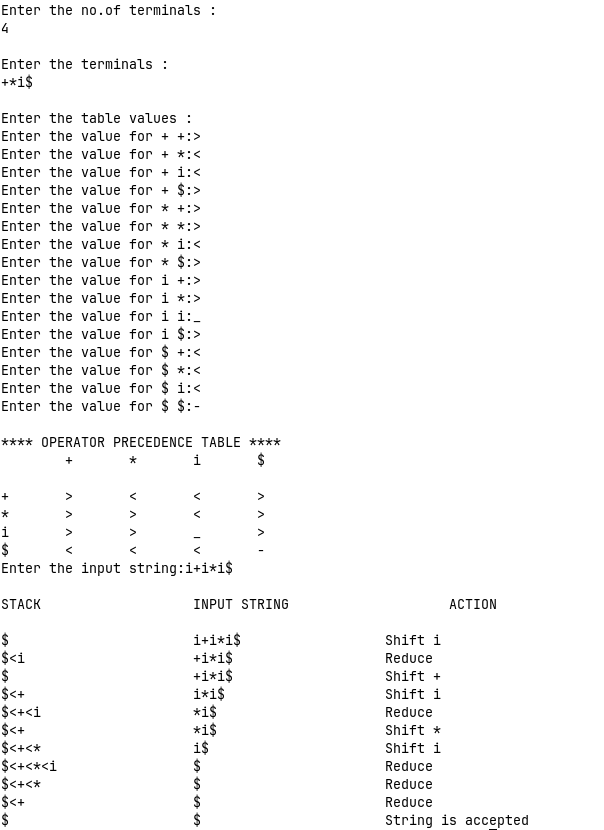 Enter the no.of terminals :
4
Enter the terminals :
+*i$
Enter the table values :
Enter the value for + +:>
Enter the value for + *:<
Enter the value for + i:<
Enter the value for + $:>
Enter the value for * +:>
Enter the value for * *:>
Enter the value for * i:<
Enter the value for * $:>
Enter the value for i +:>
Enter the value for i *:>
Enter the value for i i:_
Enter the value for i $:>
Enter the value for $ +:<
Enter the value for $ *:<
Enter the value for $ i:<
Enter the value for $ $:-
**** OPERATOR PRECEDENCE TABLE ****
+ * i $
+ > < < >
* > > < >
i > > _ >
$ < < < -
Enter the input string:i+i*i$
STACK INPUT STRING ACTION
$ i+i*i$ Shift i
$<i +i*i$ Reduce
$ +i*i$ Shift +
$<+ i*i$ Shift i
$<+<i *i$ Reduce
$<+ *i$ Shift *
$<+<* i$ Shift i
$<+<*<i $ Reduce
$<+<* $ Reduce
$<+ $ Reduce
$ $ String is accepted